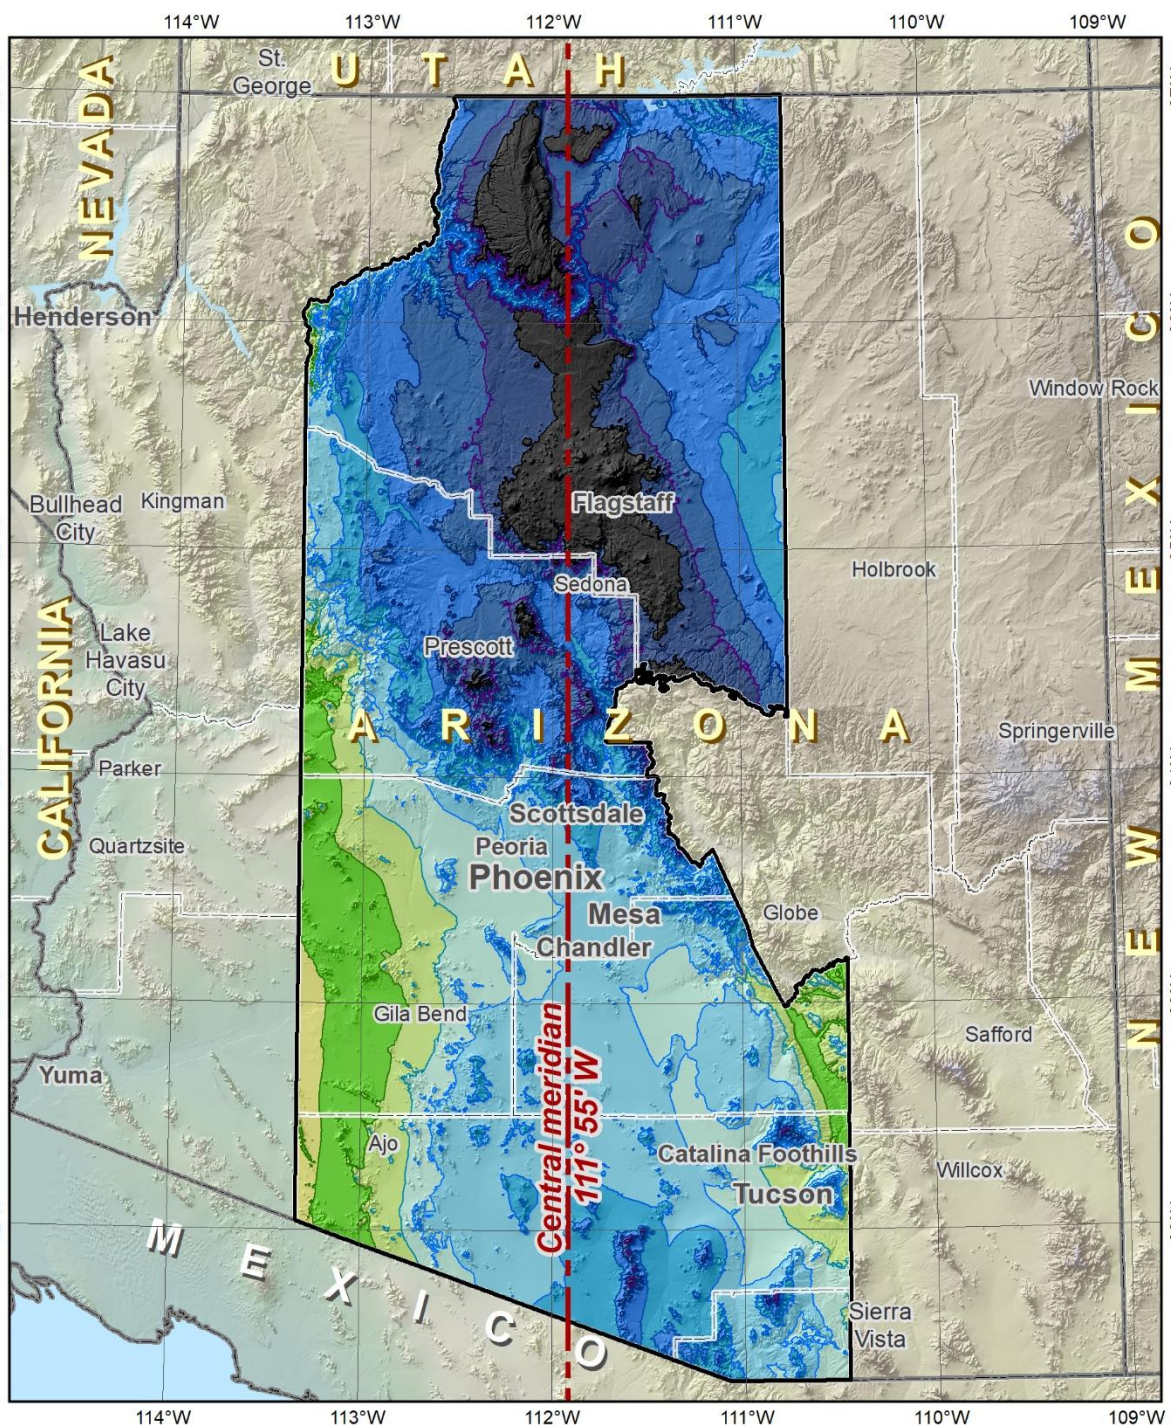 114°W 113°W 112°W 111°W 110°W 109°W
St.
George
UTAH
NEVADA
Henderson
NEW MEXICO
Window Rock
Bullhead
City
Kingman
Flagstaff
Holbrook
Sedona
CALIFORNIA
Lake
Havasu
City
Prescott
ARIZONA
Springerville
Parker
Scottsdale
Quartzsite
Peoria
Phoenix
Mesa
Globe
Chandler
Gila Bend
Safford
Yuma
Central meridian
111° 55' W
Ajo
Catalina Foothills
Willcox
Tucson
MEXICO
Sierra
Vista
114°W 113°W 112°W 111°W 110°W 109°W